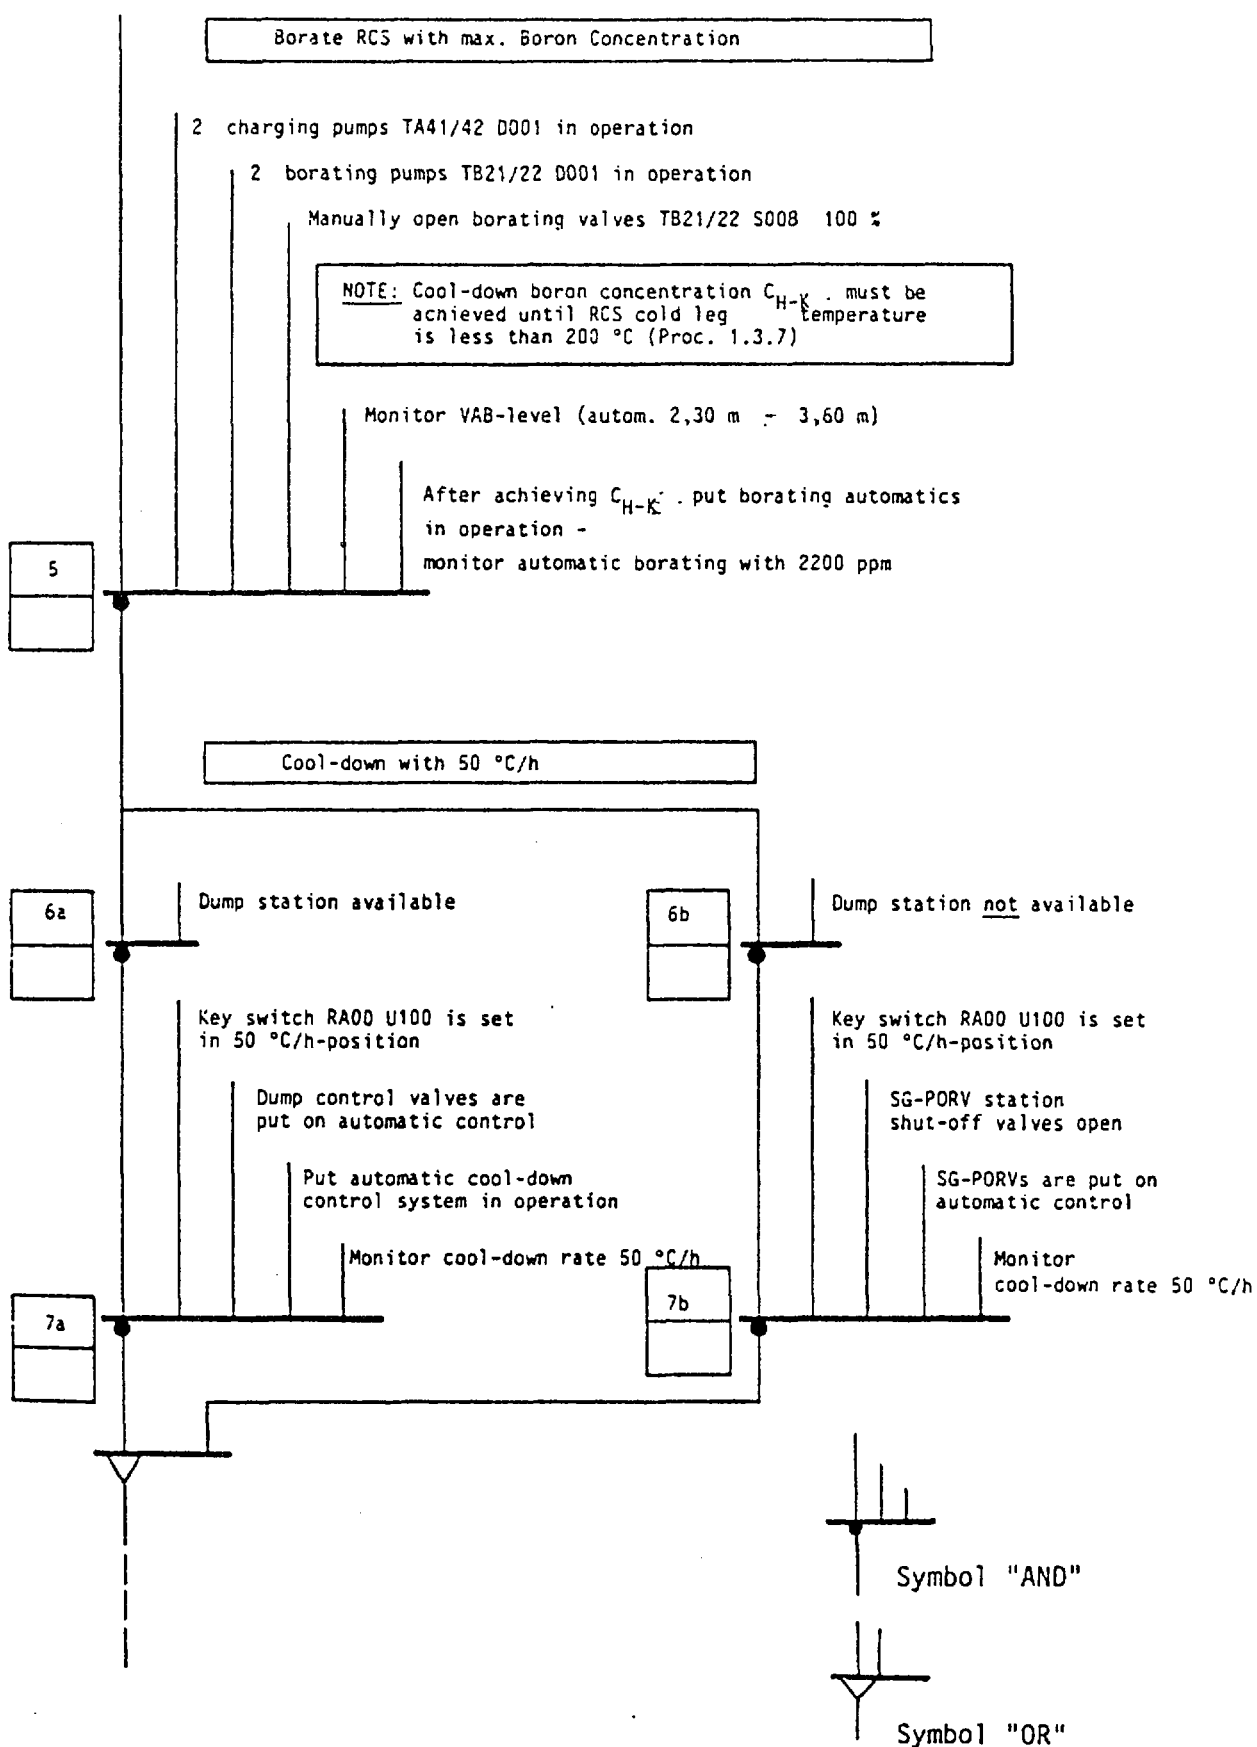 Borate RCS with max. Boron Concentration
2 charging pumps TA41/42 D001 in operation
2 borating pumps TB21/22 D001 in operation
Manually open borating valves TB21/22 S008 100 %
NOTE: Cool-down boron concentration C_H-K . must be
achieved until RCS cold leg temperature
is less than 200 °C (Proc. 1.3.7)
Monitor VAB-level (autom. 2,30 m - 3,60 m)
After achieving C_H-K . put borating automatics
in operation -
monitor automatic borating with 2200 ppm
5
Cool-down with 50 °C/h
6a
Dump station available
6b
Dump station not available
Key switch RA00 U100 is set
in 50 °C/h-position
Dump control valves are
put on automatic control
Put automatic cool-down
control system in operation
Monitor cool-down rate 50 °C/h
7a
Key switch RA00 U100 is set
in 50 °C/h-position
SG-PORV station
shut-off valves open
SG-PORVs are put on
automatic control
Monitor
cool-down rate 50 °C/h
7b
Symbol "AND"
Symbol "OR"